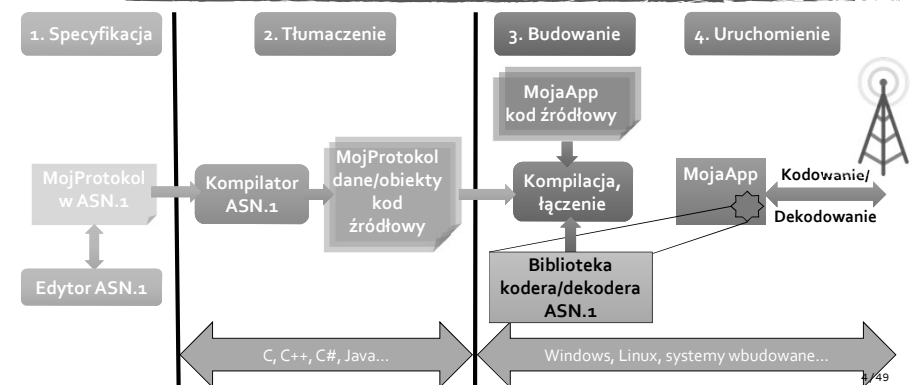 1. Specyfikacja
2. Tłumaczenie
3. Budowanie
4. Uruchomienie
MojaApp
kod źródłowy
MojProtokol
w ASN.1
Kompilator
ASN.1
MojProtokol
dane/obiekty
kod
źródłowy
Kompilacja,
łączenie
MojaApp
Kodowanie/
Dekodowanie
Edytor ASN.1
Biblioteka
kodera/dekodera
ASN.1
C, C++, C#, Java...
Windows, Linux, systemy wbudowane...
4/49